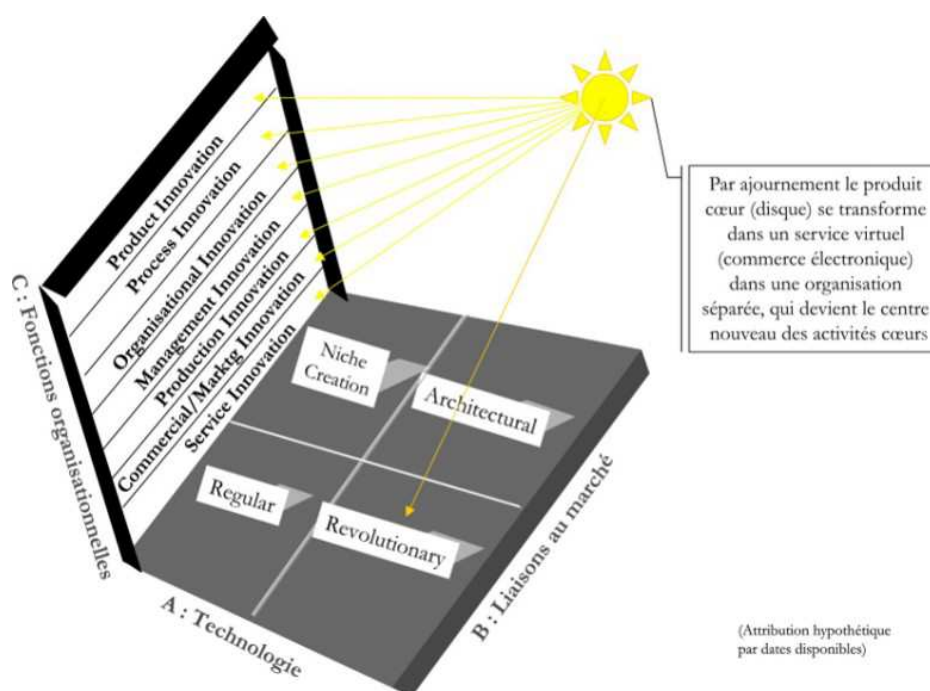 Par ajournement le produit
cœur (disque) se transforme
dans un service virtuel
(commerce électronique)
dans une organisation
séparée, qui devient le centre
nouveau des activités cœurs
Product Innovation
Process Innovation
Organisational Innovation
Management Innovation
Production Innovation
Commercial/Marktg Innovation
Service Innovation
C : Fonctions organisationnelles
Niche
Creation
Architectural
Regular
Revolutionary
A : Technologie
B : Liaisons au marché
(Attribution hypothétique
par dates disponibles)